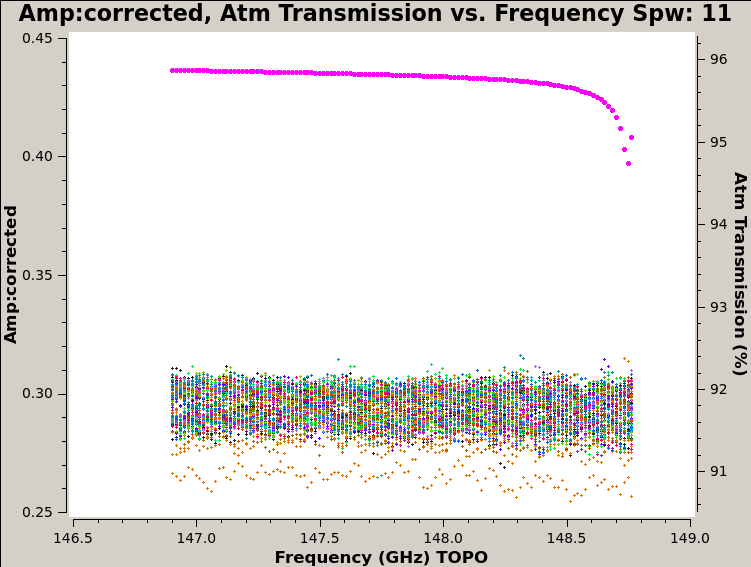 Amp:corrected, Atm Transmission vs. Frequency Spw: 11
0.45
0.40
0.35
0.30
0.25
Amp:corrected
96
95
94
93
92
91
Atm Transmission (%)
146.5 147.0 147.5 148.0 148.5 149.0
Frequency (GHz) TOPO